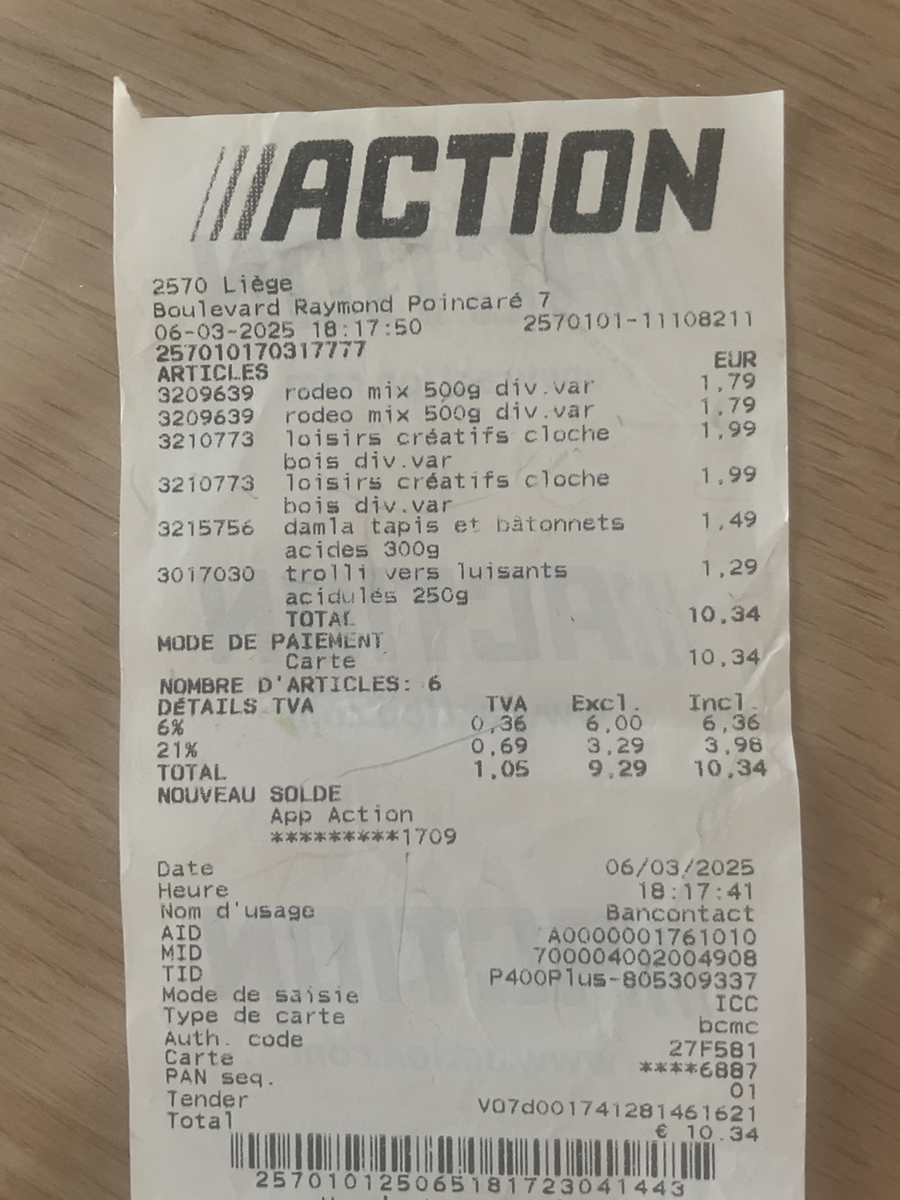 ACTION
2570 Liège
Boulevard Raymond Poincaré 7
06-03-2025 18:17:50 2570101-11108211
257010170317777
ARTICLES EUR
3209639 rodeo mix 500g div.var 1,79
3209639 rodeo mix 500g div.var 1,79
3210773 loisirs créatifs cloche 1,99
bois div.var
3210773 loisirs créatifs cloche 1,99
bois div.var
3215756 damla tapis et bâtonnets 1,49
acides 300g
3017030 trolli vers luisants 1,29
acidulés 250g
TOTAL 10,34
MODE DE PAIEMENT
Carte 10,34
NOMBRE D'ARTICLES: 6
DÉTAILS TVA TVA Excl. Incl.
6% 0,36 6,00 6,36
21% 0,69 3,29 3,98
TOTAL 1,05 9,29 10,34
NOUVEAU SOLDE
App Action
*********1709
Date 06/03/2025
Heure 18:17:41
Nom d'usage Bancontact
AID A0000001761010
MID 700004002004908
TID P400Plus-805309337
Mode de saisie ICC
Type de carte bcmc
Auth. code 27F581
Carte ****6887
PAN seq. 01
Tender V07d001741281461621
Total € 10.34
257010125065181723041443